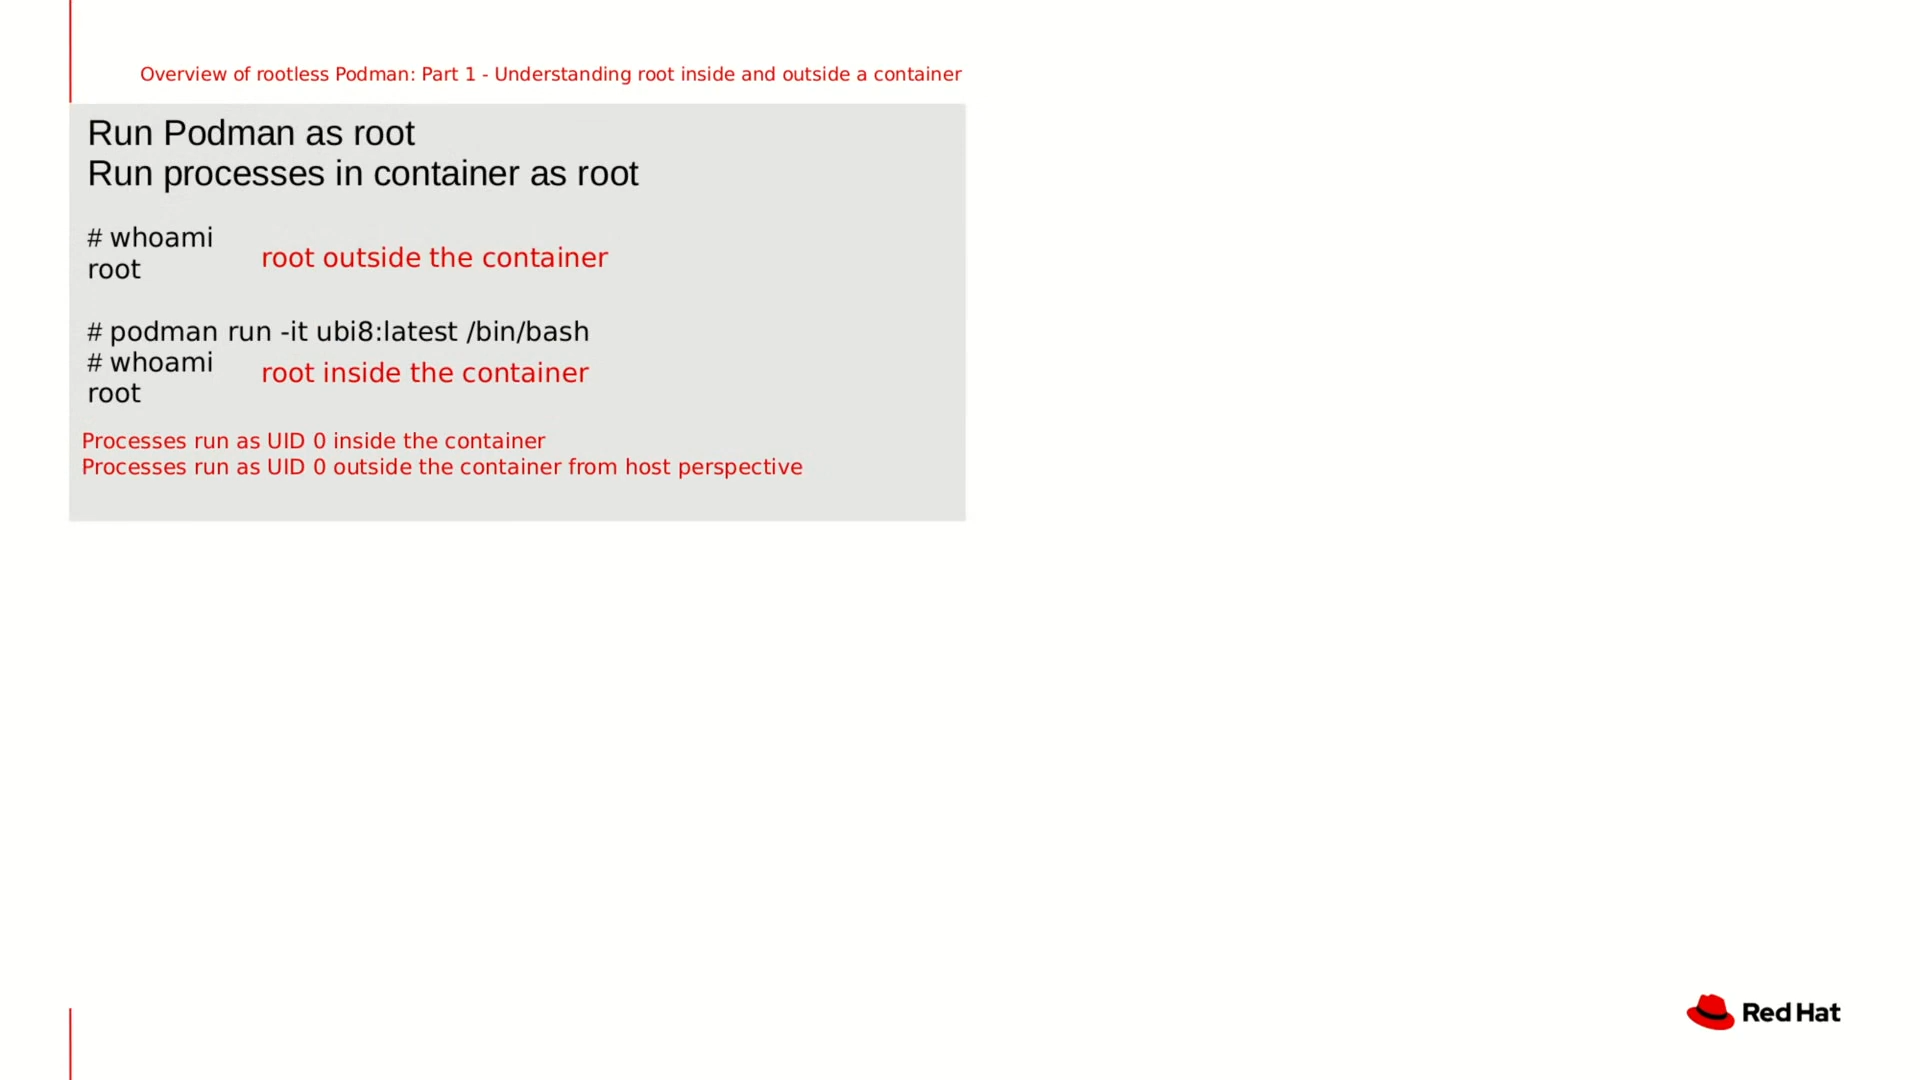 Overview of rootless Podman: Part 1 - Understanding root inside and outside a container
Run Podman as root
Run processes in container as root
# whoami
root
root outside the container
# podman run -it ubi8:latest /bin/bash
# whoami
root
root inside the container
Processes run as UID 0 inside the container
Processes run as UID 0 outside the container from host perspective
Red Hat